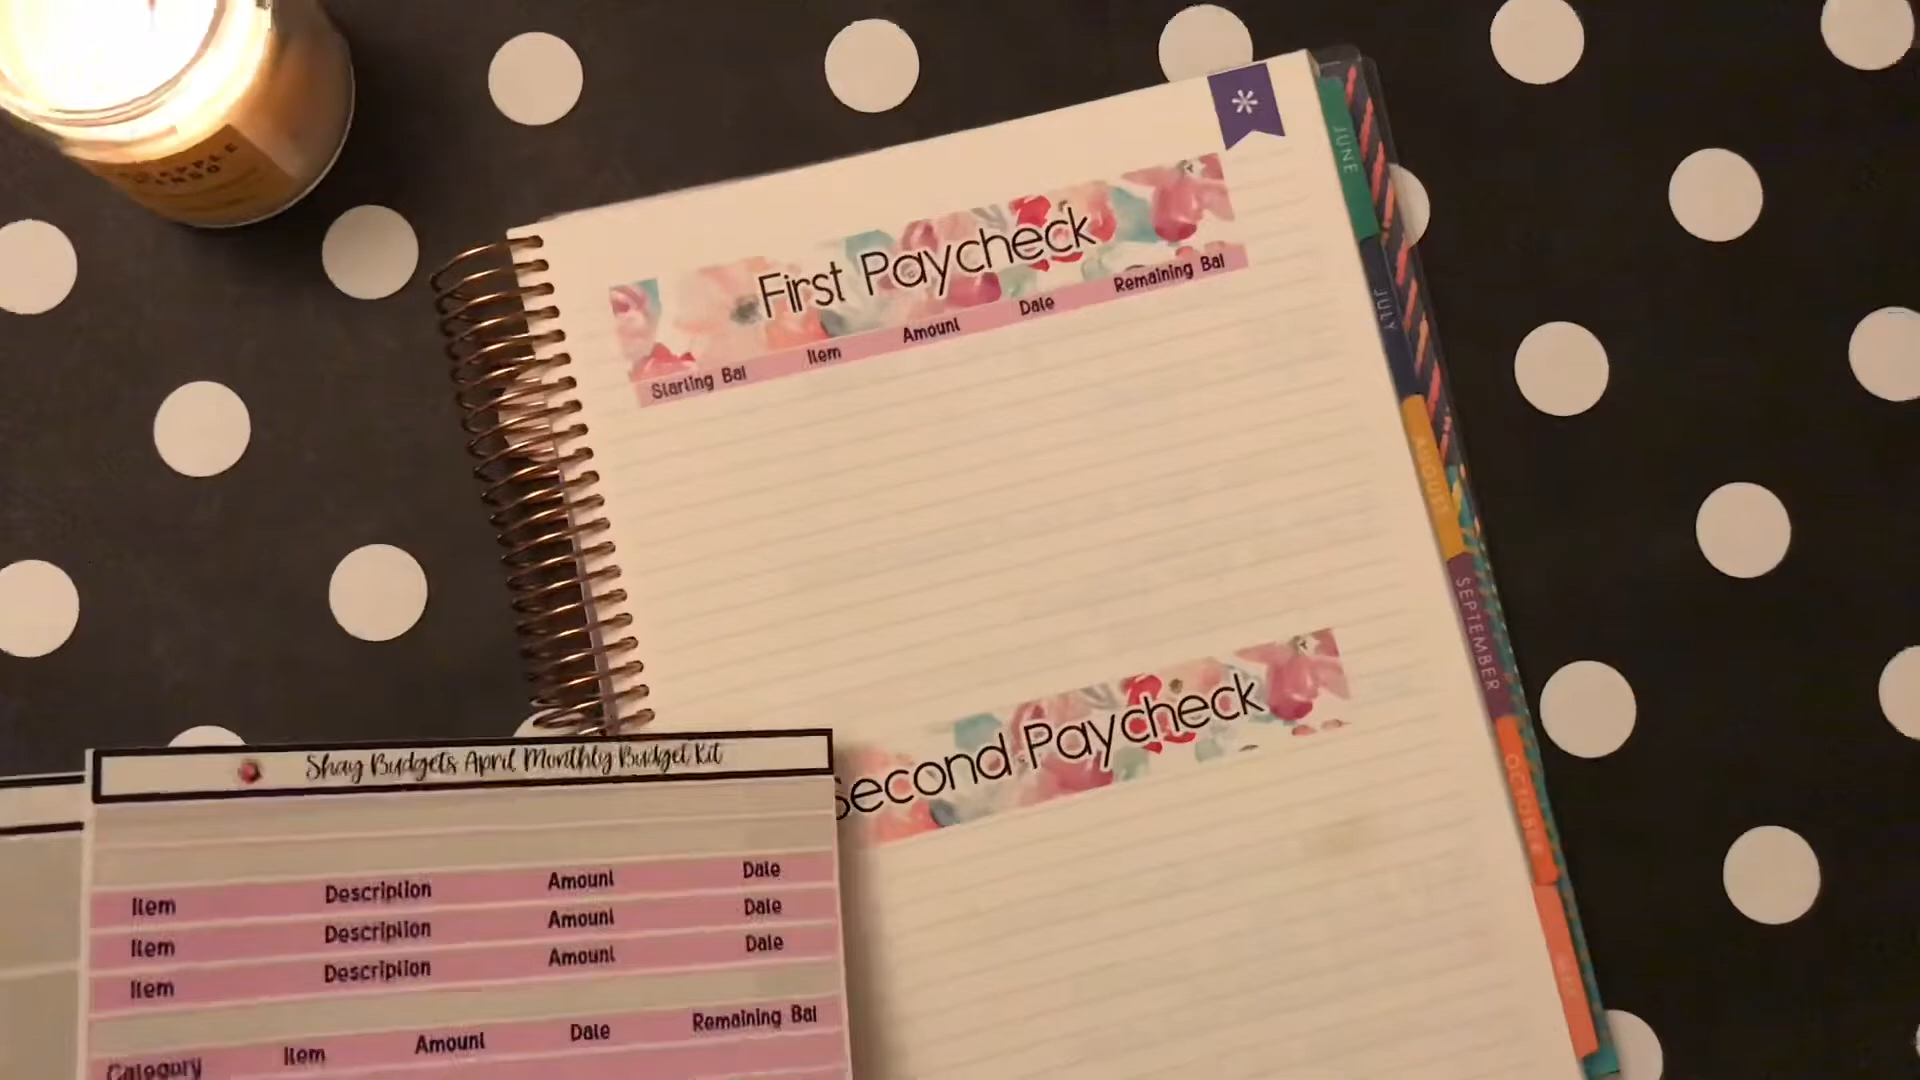 JUNE
First Paycheck
Starting Bal Item Amount Date Remaining Bal
JULY
AUGUST
SEPTEMBER
OCTOBER
Second Paycheck
Shay Budgets April Monthly Budget Kit
Item Description Amount Date
Item Description Amount Date
Item Description Amount Date
Category Item Amount Date Remaining Bal